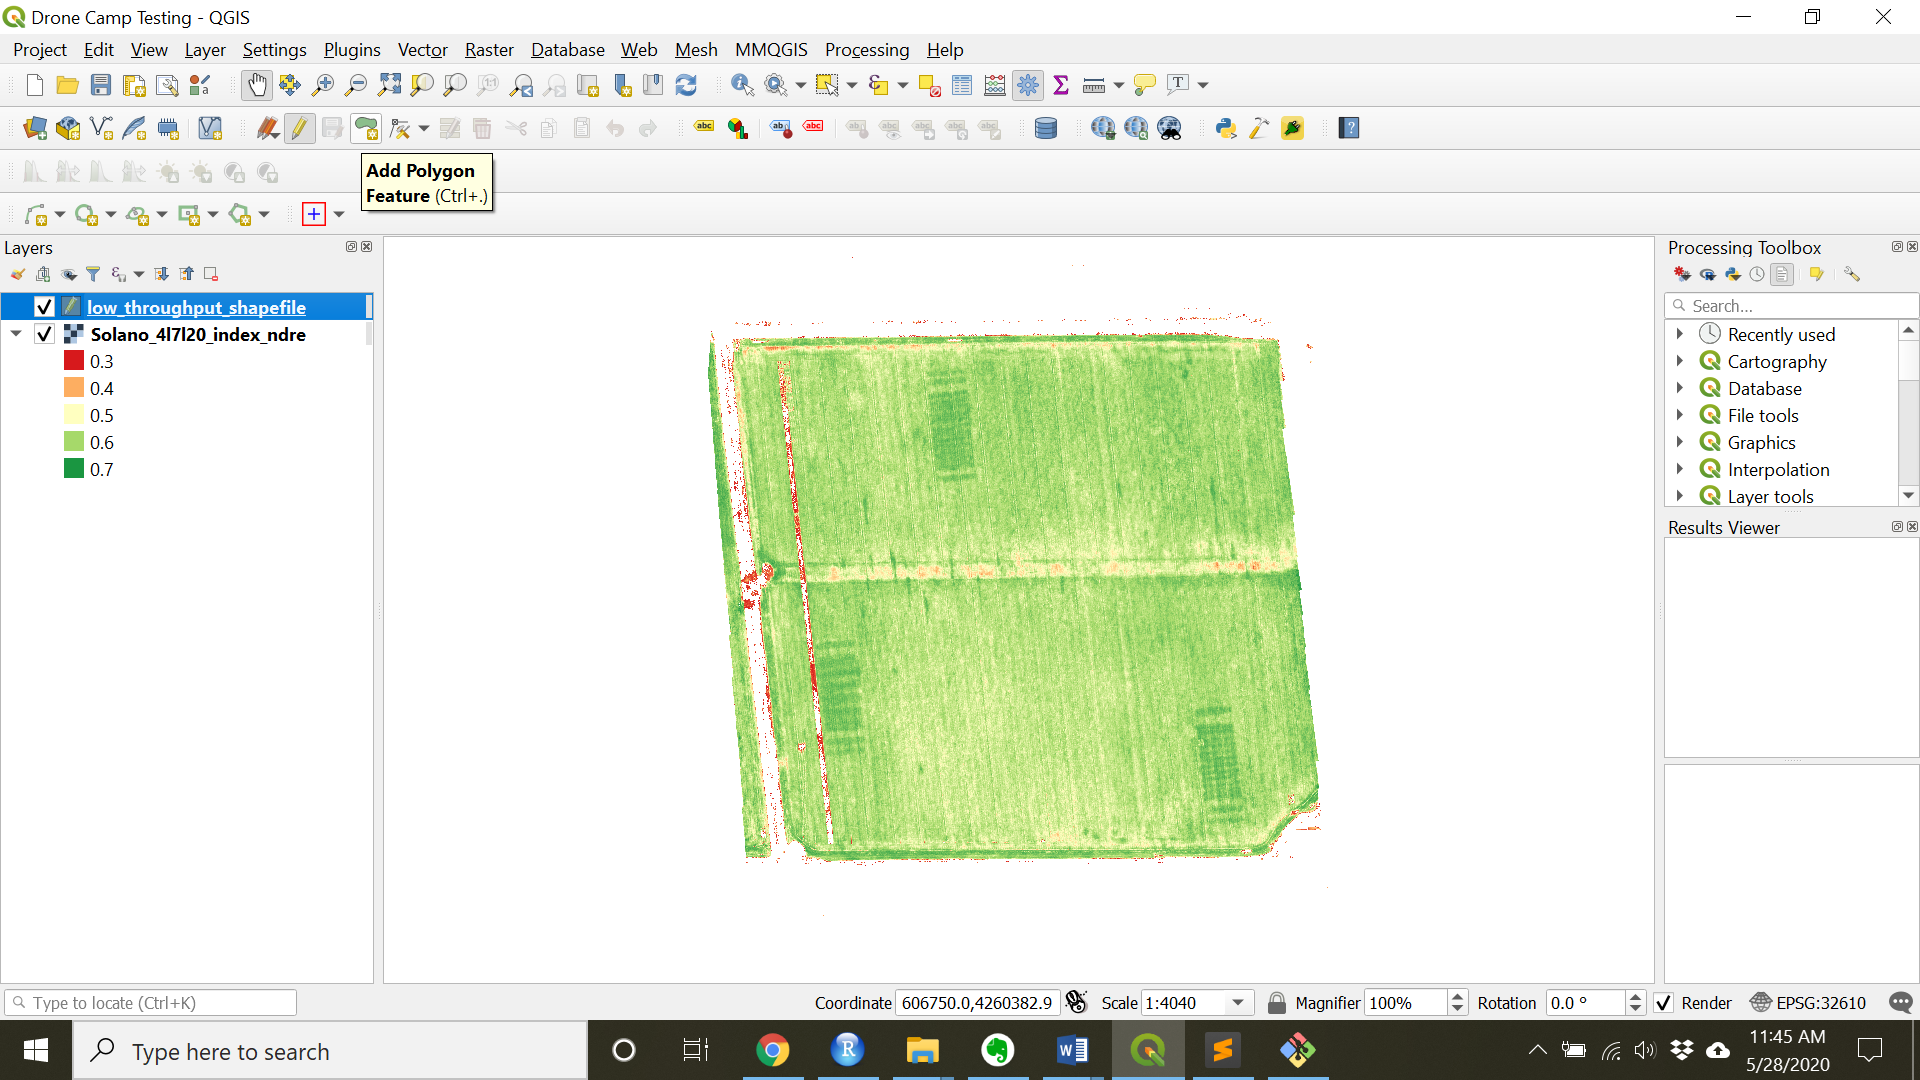 Drone Camp Testing - QGIS
Project Edit View Layer Settings Plugins Vector Raster Database Web Mesh MMQGIS Processing Help
Add Polygon
Feature (Ctrl+.)
Layers
low_throughput_shapefile
Solano_4l7l20_index_ndre
0.3
0.4
0.5
0.6
0.7
Processing Toolbox
Search...
Recently used
Cartography
Database
File tools
Graphics
Interpolation
Layer tools
Results Viewer
Type to locate (Ctrl+K)
Coordinate 606750.0,4260382.9 Scale 1:4040 Magnifier 100% Rotation 0.0 ° Render EPSG:32610
Type here to search
11:45 AM
5/28/2020